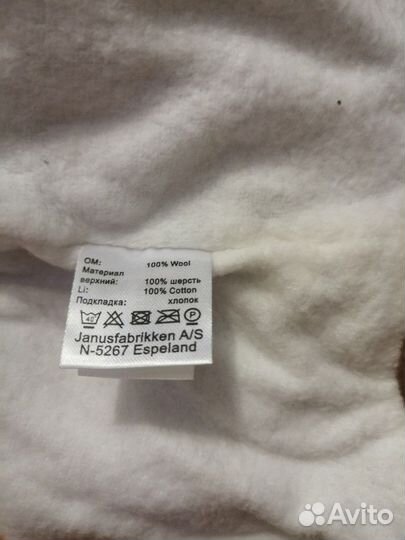 OM: 100% Wool
Материал
верхний: 100% шерсть
Li: 100% Cotton
Подкладка: хлопок
40 P
Janusfabrikken A/S
N-5267 Espeland
Avito